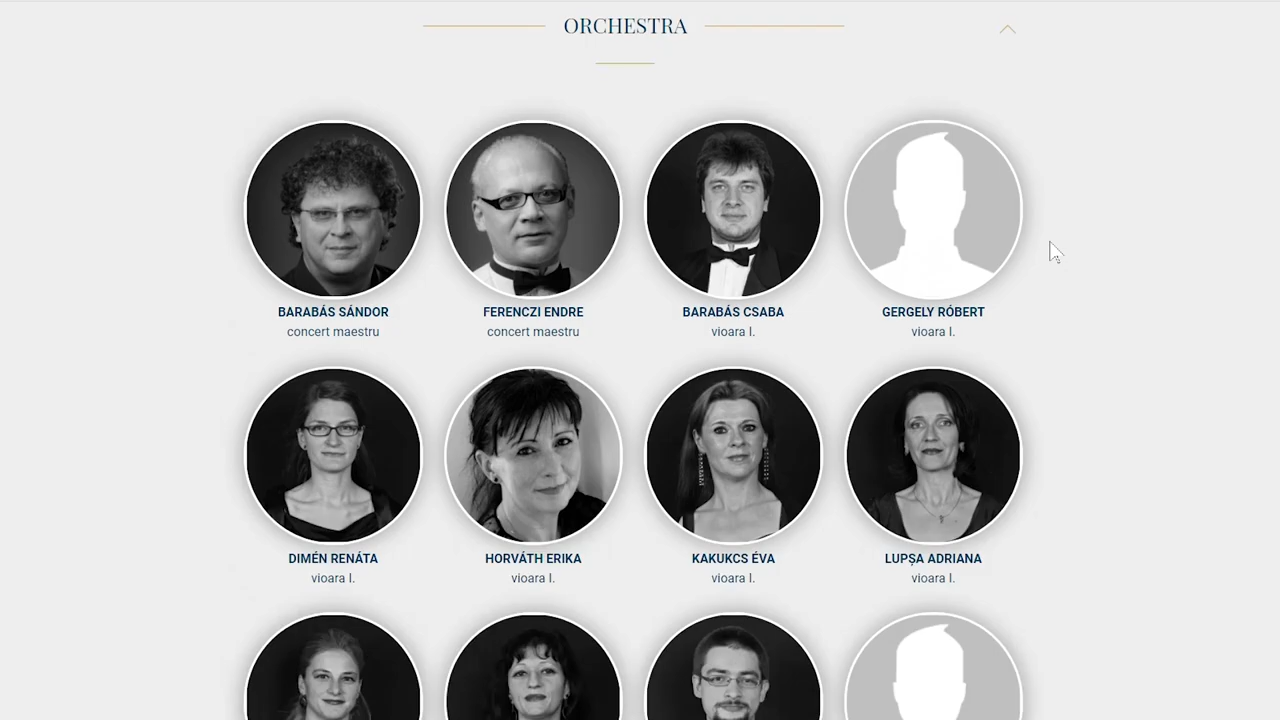 ORCHESTRA
BARABÁS SÁNDOR
concert maestru
FERENCZI ENDRE
concert maestru
BARABÁS CSABA
vioara I.
GERGELY RÓBERT
vioara I.
DIMÉN RENÁTA
vioara I.
HORVÁTH ERIKA
vioara I.
KAKUKCS ÉVA
vioara I.
LUPȘA ADRIANA
vioara I.